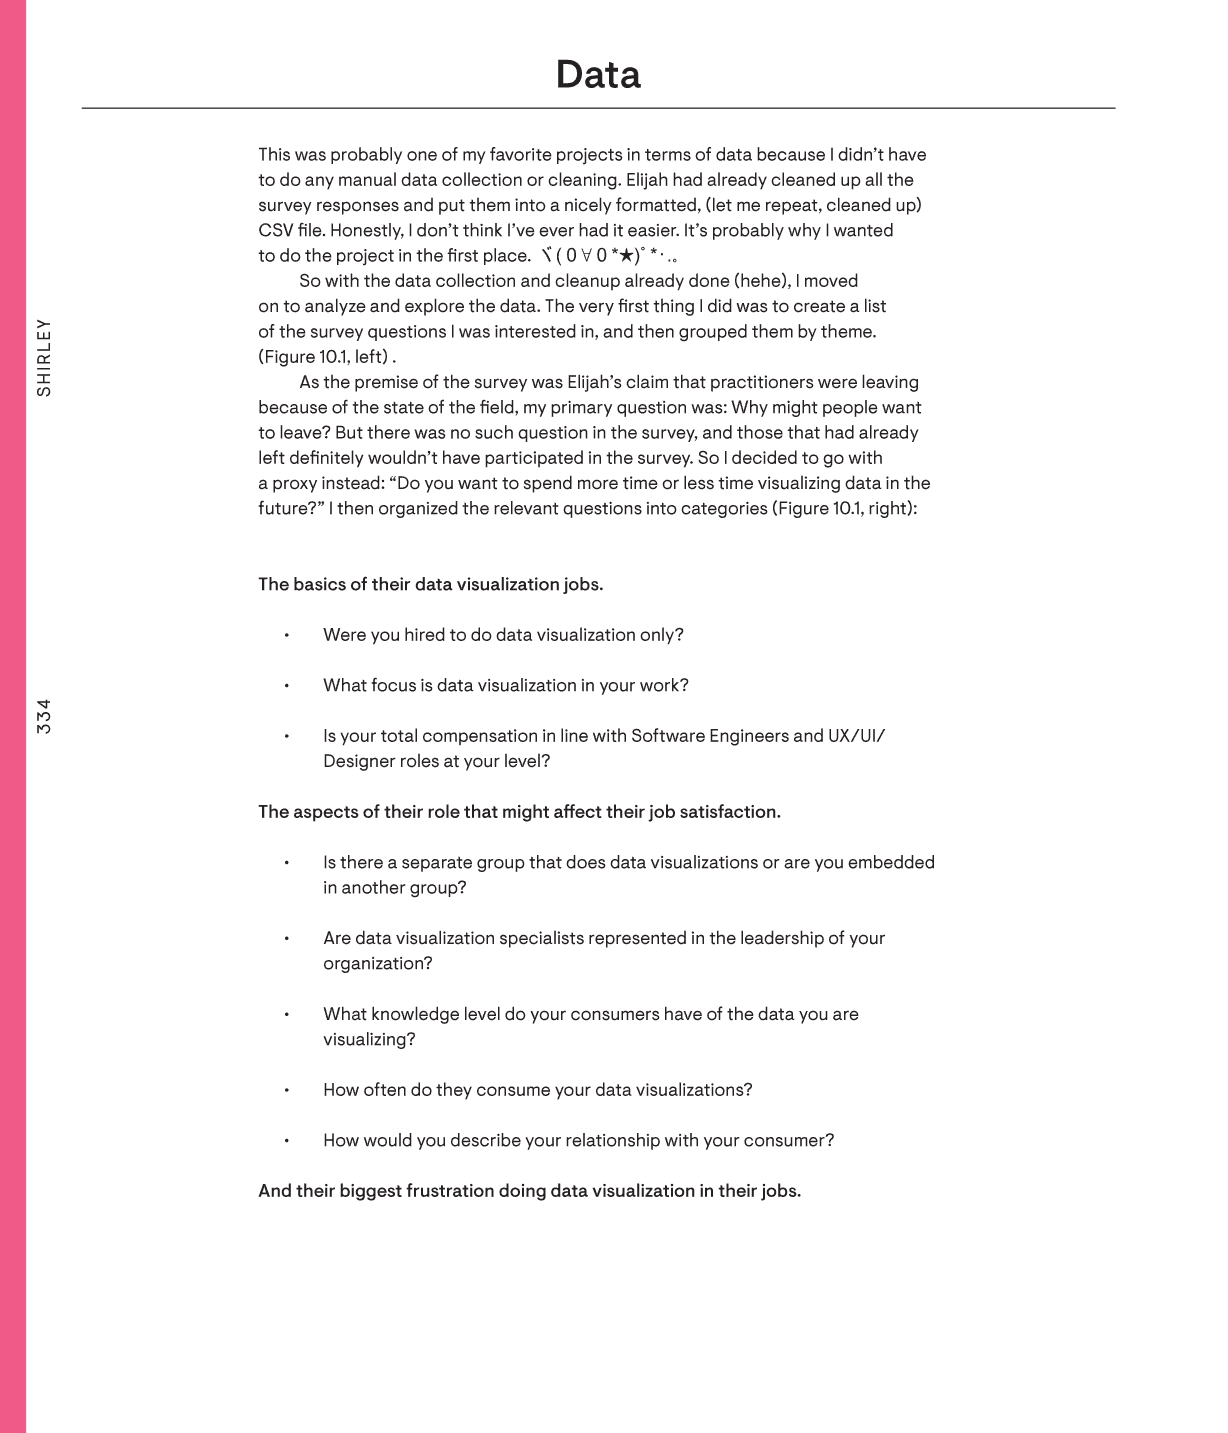 Data
This was probably one of my favorite projects in terms of data because I didn’t have
to do any manual data collection or cleaning. Elijah had already cleaned up all the
survey responses and put them into a nicely formatted, (let me repeat, cleaned up)
CSV file. Honestly, I don’t think I’ve ever had it easier. It’s probably why I wanted
to do the project in the first place. ヾ( 0 ∀ 0 *★)ﾟ*･.｡
So with the data collection and cleanup already done (hehe), I moved
on to analyze and explore the data. The very first thing I did was to create a list
of the survey questions I was interested in, and then grouped them by theme.
(Figure 10.1, left) .
As the premise of the survey was Elijah’s claim that practitioners were leaving
because of the state of the field, my primary question was: Why might people want
to leave? But there was no such question in the survey, and those that had already
left definitely wouldn’t have participated in the survey. So I decided to go with
a proxy instead: “Do you want to spend more time or less time visualizing data in the
future?” I then organized the relevant questions into categories (Figure 10.1, right):
The basics of their data visualization jobs.
• Were you hired to do data visualization only?
• What focus is data visualization in your work?
• Is your total compensation in line with Software Engineers and UX/UI/
Designer roles at your level?
The aspects of their role that might affect their job satisfaction.
• Is there a separate group that does data visualizations or are you embedded
in another group?
• Are data visualization specialists represented in the leadership of your
organization?
• What knowledge level do your consumers have of the data you are
visualizing?
• How often do they consume your data visualizations?
• How would you describe your relationship with your consumer?
And their biggest frustration doing data visualization in their jobs.
SHIRLEY
334